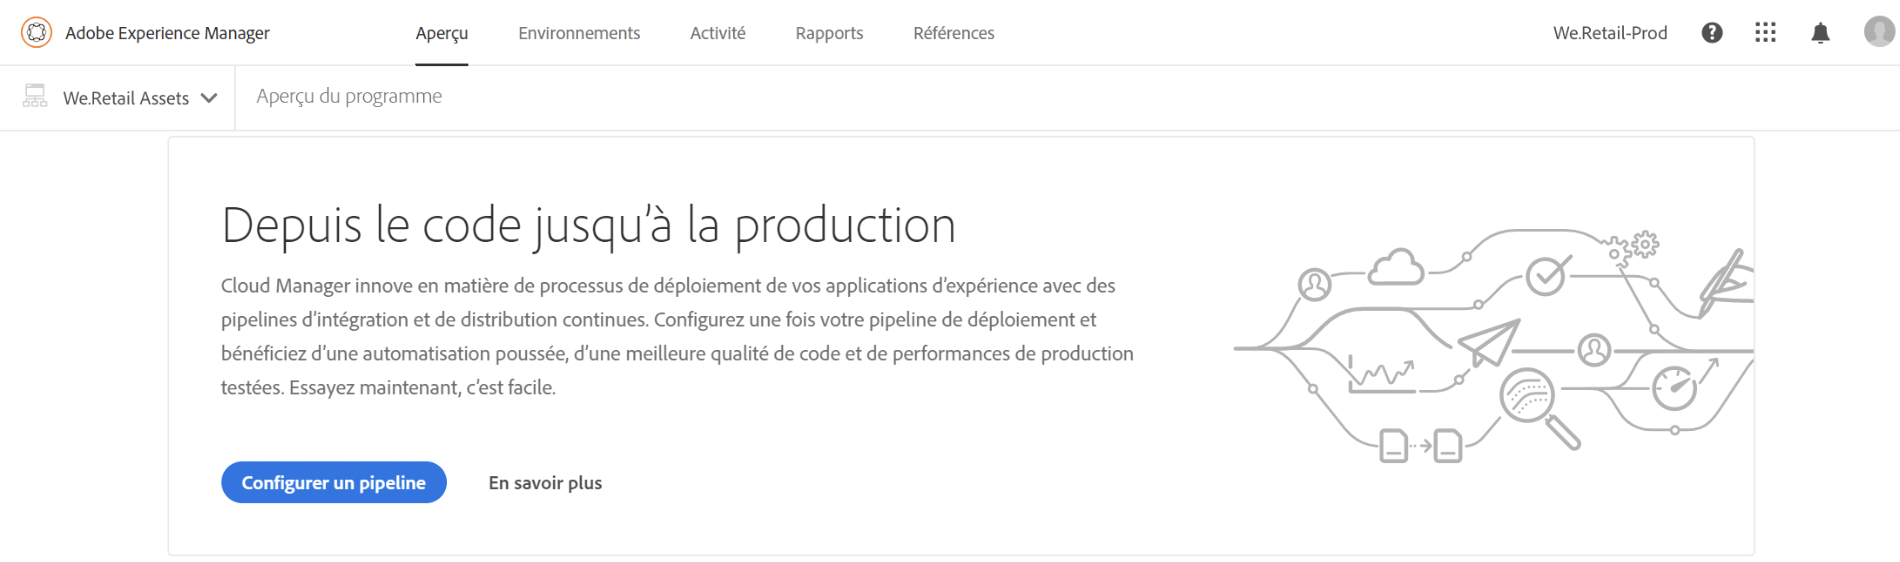 Adobe Experience Manager
Aperçu
Environnements
Activité
Rapports
Références
We.Retail-Prod
We.Retail Assets
Aperçu du programme
Depuis le code jusqu’à la production
Cloud Manager innove en matière de processus de déploiement de vos applications d’expérience avec des
pipelines d’intégration et de distribution continues. Configurez une fois votre pipeline de déploiement et
bénéficiez d’une automatisation poussée, d’une meilleure qualité de code et de performances de production
testées. Essayez maintenant, c’est facile.
Configurer un pipeline
En savoir plus